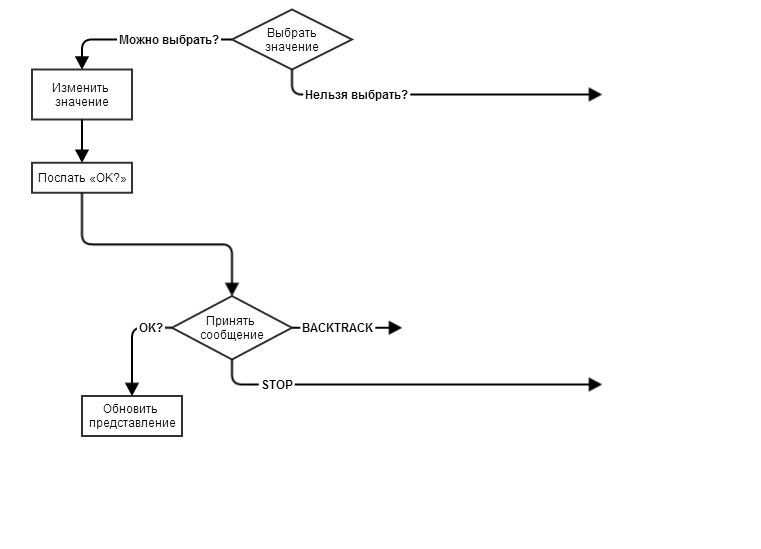 Выбрать
значение
Можно выбрать?
Изменить
значение
Нельзя выбрать?
Послать «OK?»
Принять
сообщение
OK?
BACKTRACK
STOP
Обновить
представление